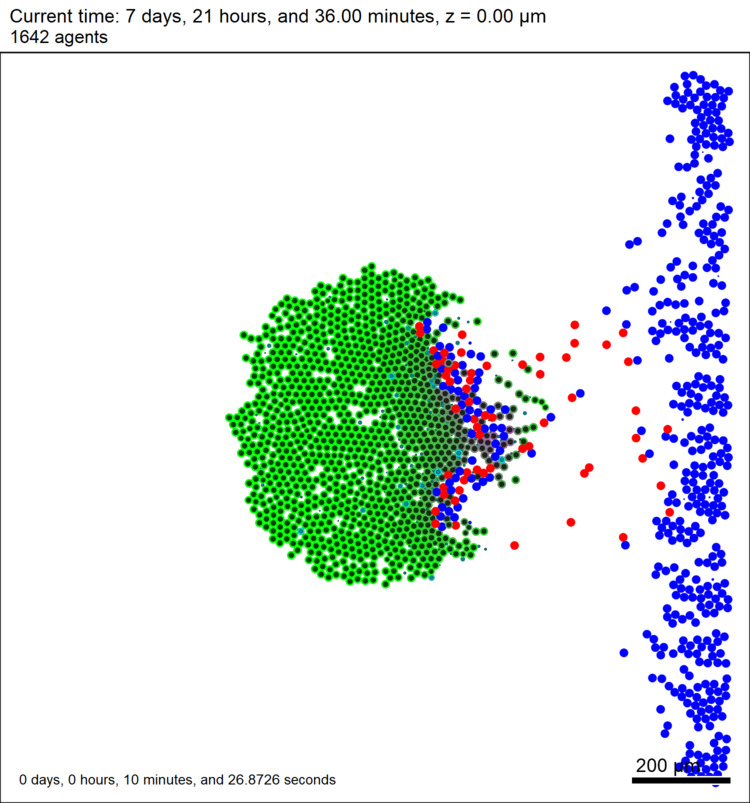 Current time: 7 days, 21 hours, and 36.00 minutes, z = 0.00 μm
1642 agents
200 μm
0 days, 0 hours, 10 minutes, and 26.8726 seconds